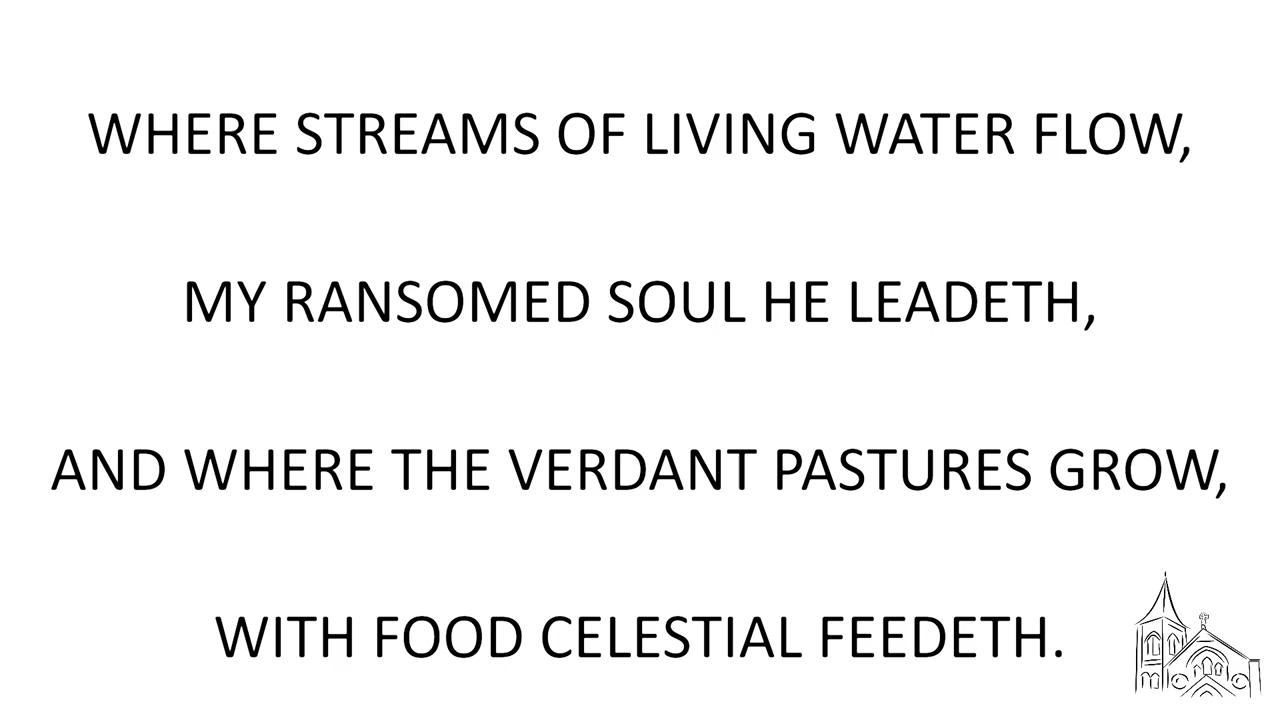 WHERE STREAMS OF LIVING WATER FLOW,
MY RANSOMED SOUL HE LEADETH,
AND WHERE THE VERDANT PASTURES GROW,
WITH FOOD CELESTIAL FEEDETH.